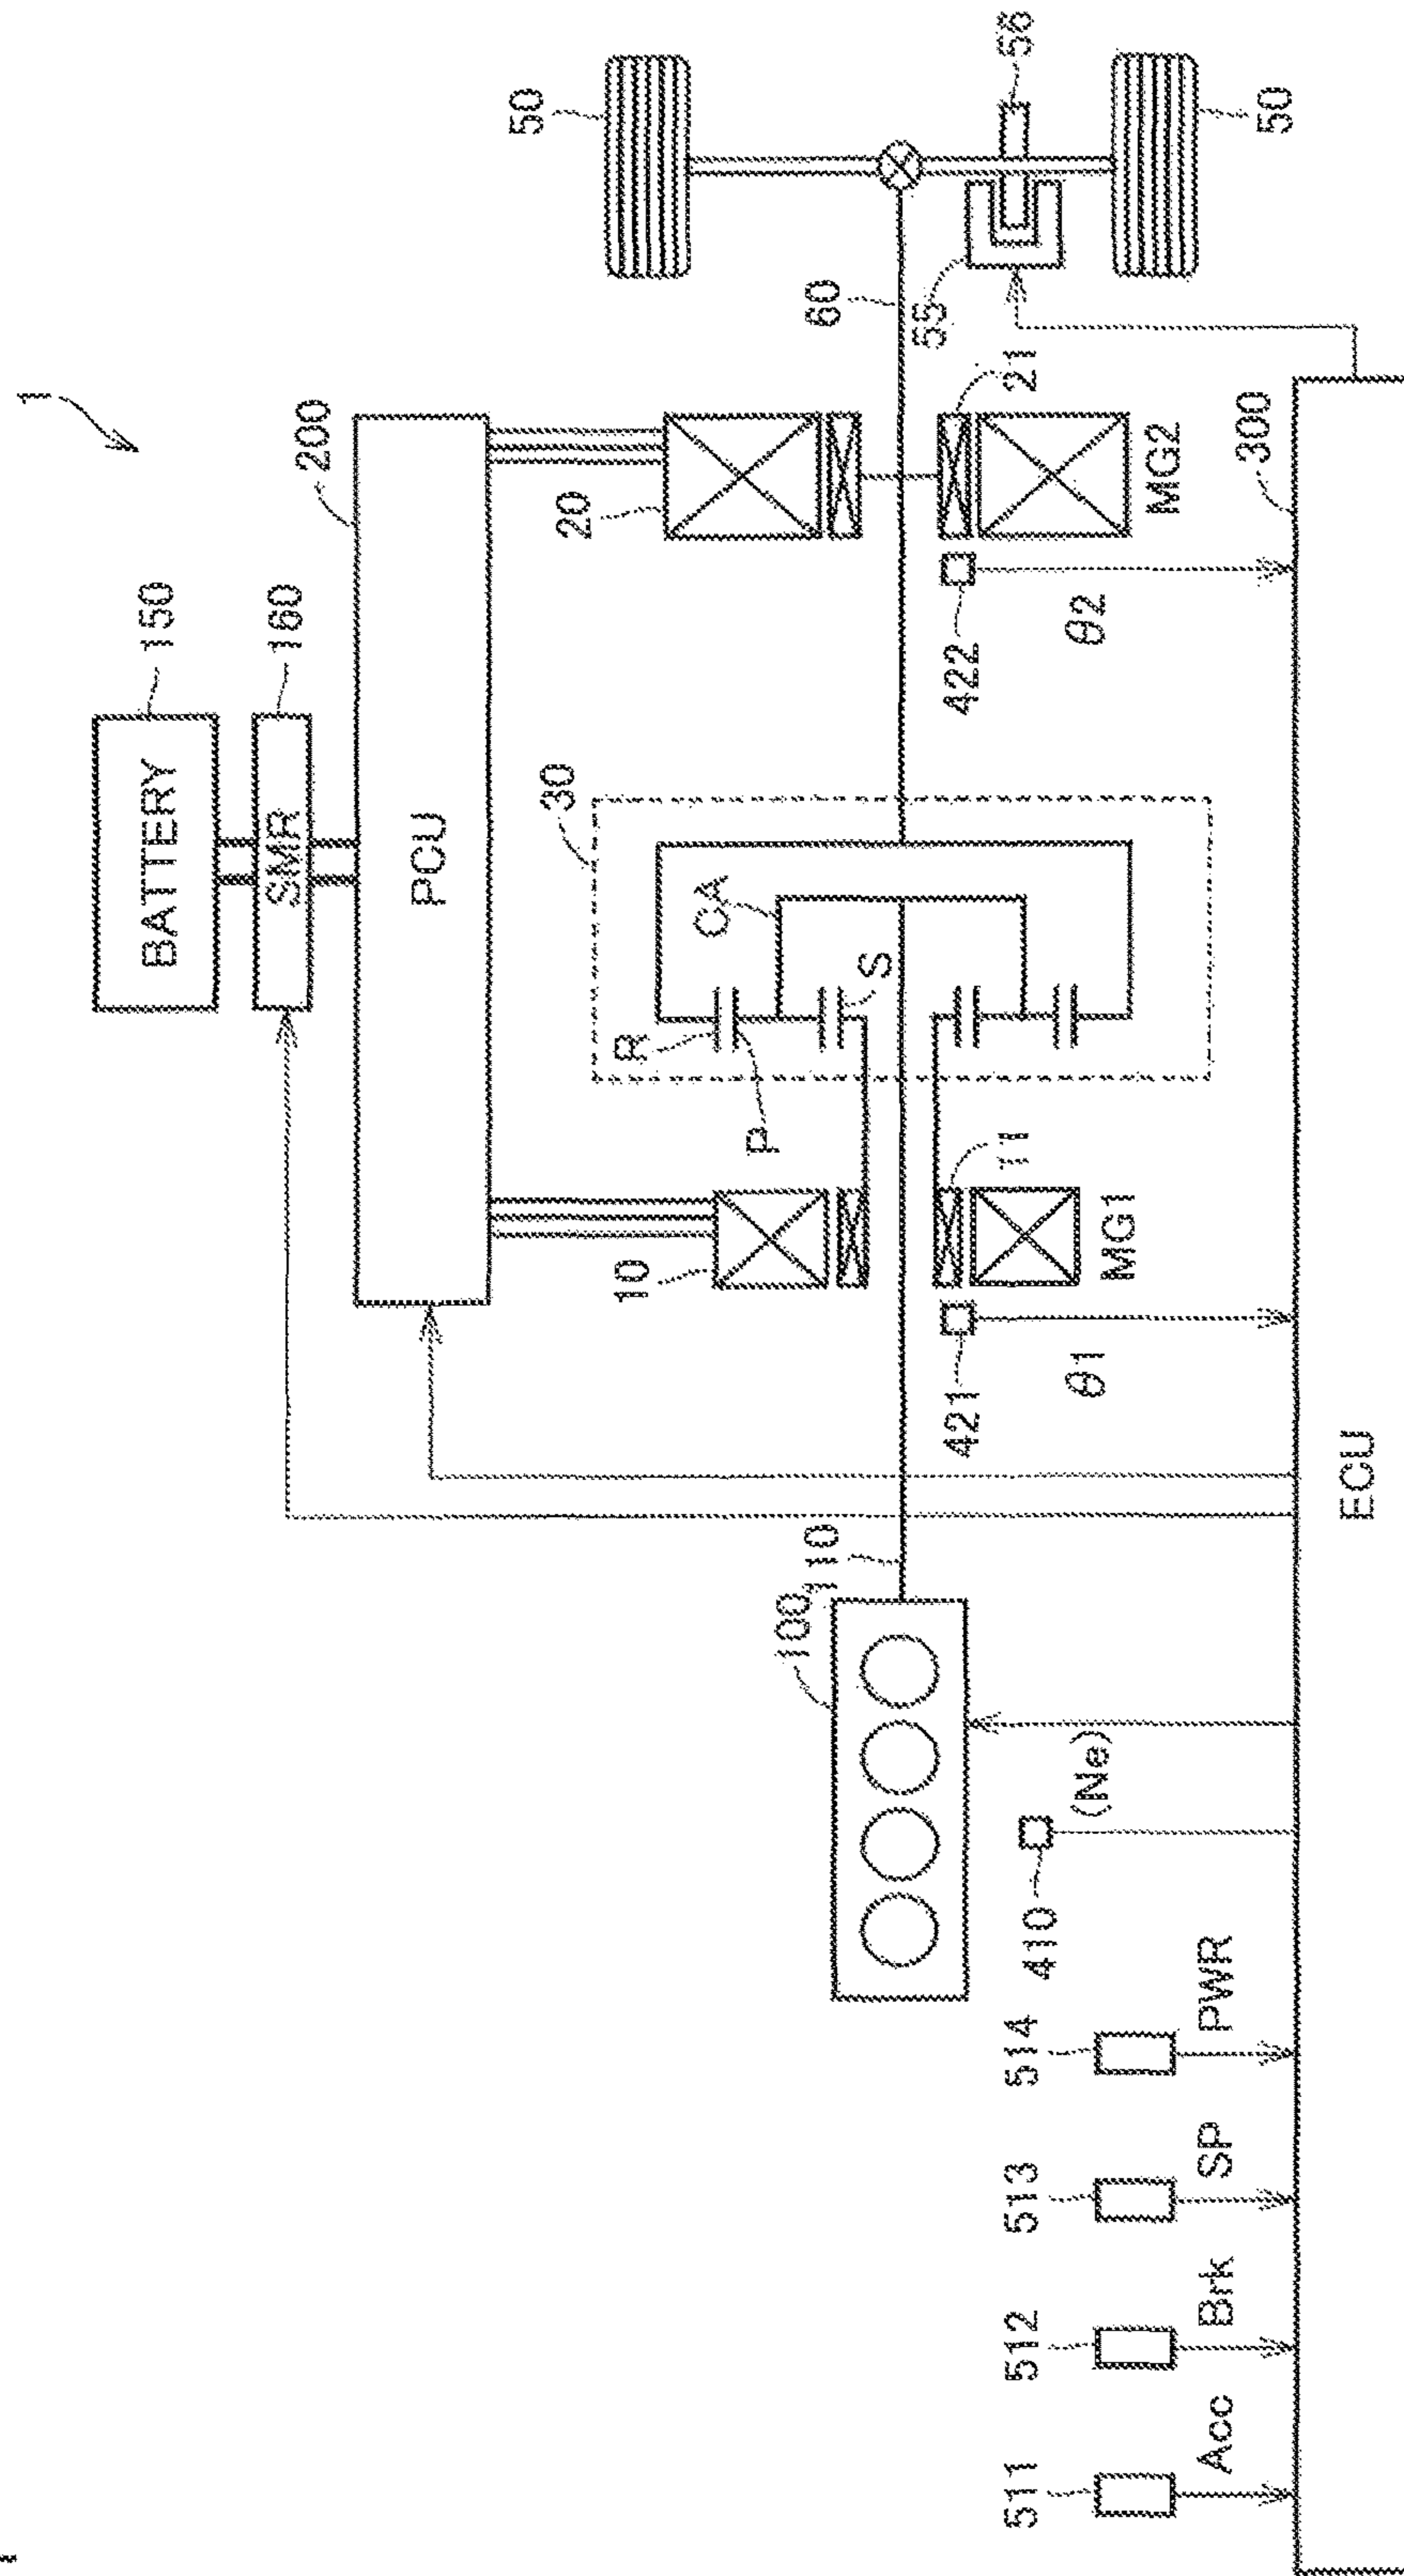 1
BATTERY
150
SMR
160
200
PCU
50
50
56
55
60
20
21
MG2
422
θ2
300
30
R
P
CA
S
10
11
MG1
421
θ1
100
110
410
(Ne)
ECU
511
Acc
512
Brk
513
SP
514
PWR